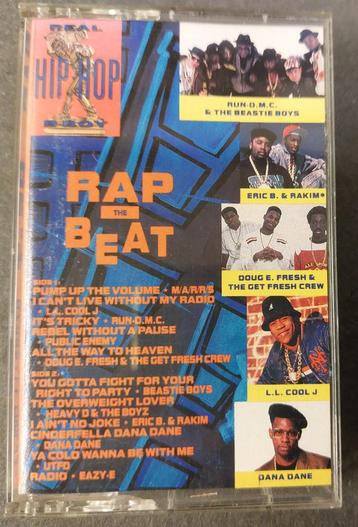 REAL
HIP HOP
RUN-D.M.C.
& THE BEASTIE BOYS
ERIC B. & RAKIM
DOUG E. FRESH &
THE GET FRESH CREW
L.L. COOL J
DANA DANE
RAP
THE
BEAT
SIDE 1:
PUMP UP THE VOLUME • M/A/R/R/S
I CAN'T LIVE WITHOUT MY RADIO
• L.L. COOL J
IT'S TRICKY • RUN-D.M.C.
REBEL WITHOUT A PAUSE
• PUBLIC ENEMY
ALL THE WAY TO HEAVEN
• DOUG E. FRESH & THE GET FRESH CREW
SIDE 2:
YOU GOTTA FIGHT FOR YOUR
RIGHT TO PARTY • BEASTIE BOYS
THE OVERWEIGHT LOVER
• HEAVY D & THE BOYZ
I AIN'T NO JOKE • ERIC B. & RAKIM
CINDERFELLA DANA DANE
• DANA DANE
YA COLD WANNA BE WITH ME
• UTFO
RADIO • EAZY-E